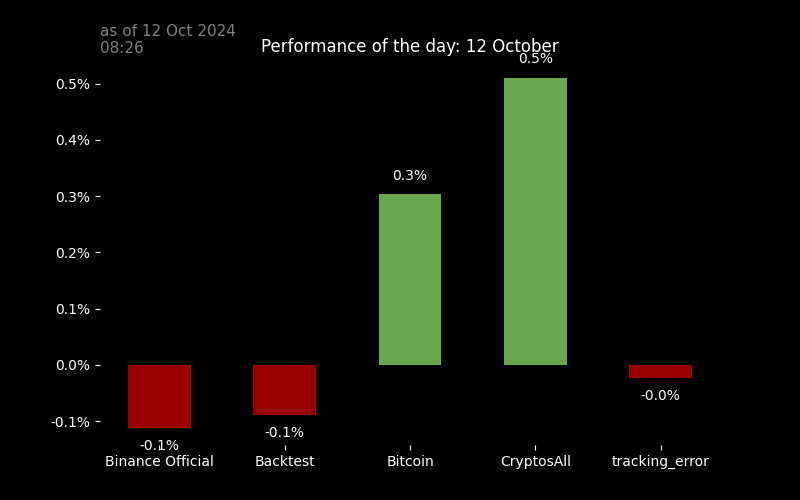 as of 12 Oct 2024
08:26
Performance of the day: 12 October
0.5%
0.5%
0.4%
0.3%
0.3%
0.2%
0.1%
0.0%
-0.1%
-0.1%
-0.1%
-0.0%
Binance Official
Backtest
Bitcoin
CryptosAll
tracking_error